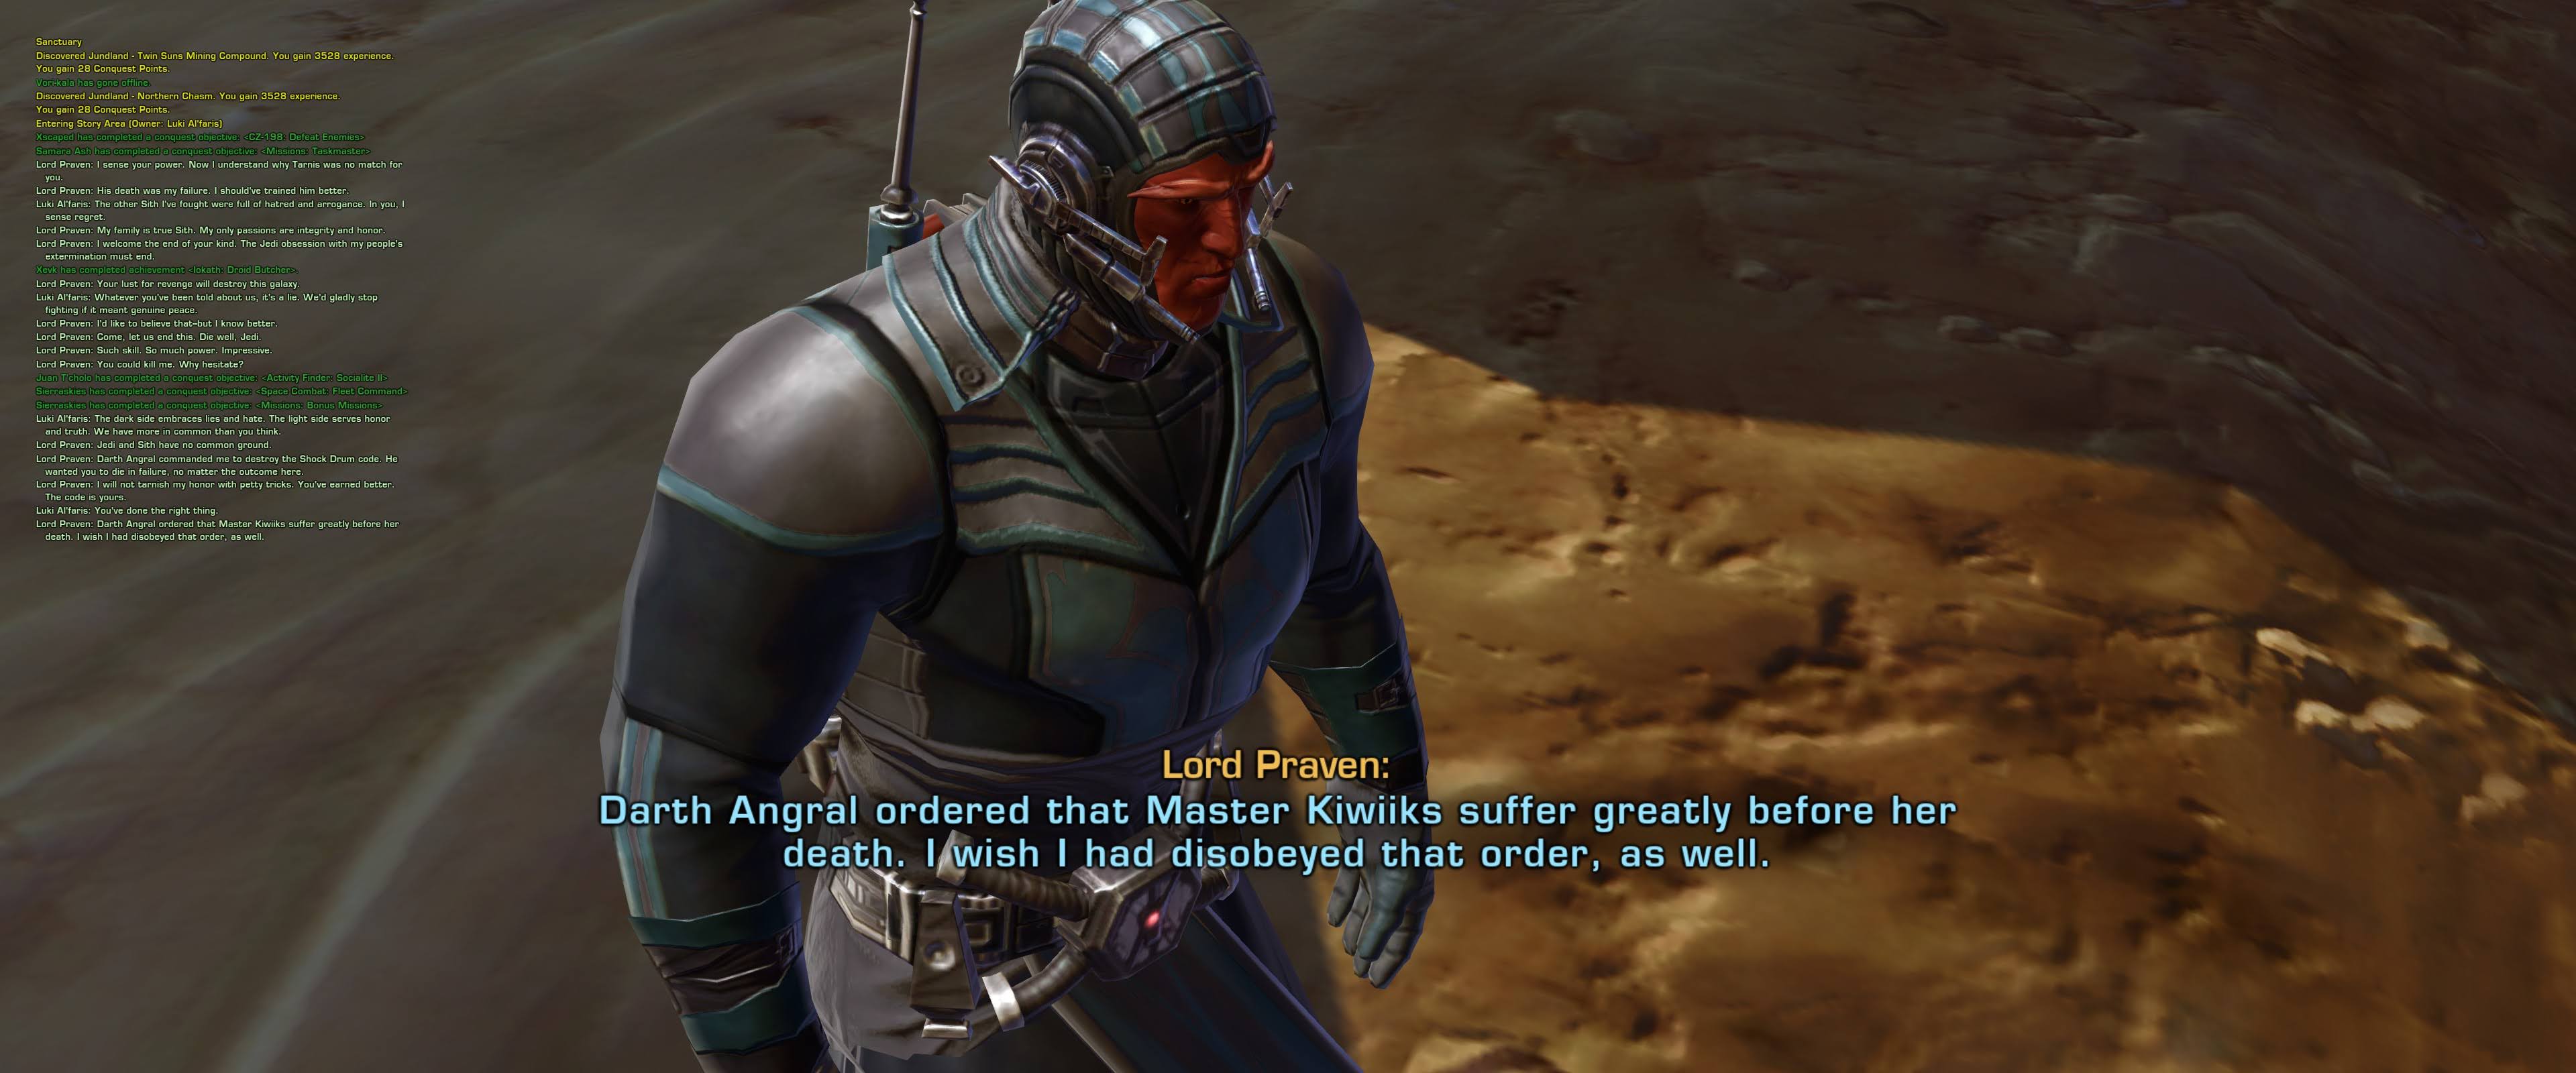 Sanctuary
Discovered Jundland - Twin Suns Mining Compound. You gain 3528 experience.
You gain 28 Conquest Points.
Vori-kala has gone offline.
Discovered Jundland - Northern Chasm. You gain 3528 experience.
You gain 28 Conquest Points.
Entering Story Area (Owner: Luki Al'faris)
Xscaped has completed a conquest objective: <CZ-198: Defeat Enemies>
Samara Ash has completed a conquest objective: <Missions: Taskmaster>
Lord Praven: I sense your power. Now I understand why Tarnis was no match for
you.
Lord Praven: His death was my failure. I should've trained him better.
Luki Al'faris: The other Sith I've fought were full of hatred and arrogance. In you, I
sense regret.
Lord Praven: My family is true Sith. My only passions are integrity and honor.
Lord Praven: I welcome the end of your kind. The Jedi obsession with my people's
extermination must end.
Xevk has completed achievement <Iokath: Droid Butcher>.
Lord Praven: Your lust for revenge will destroy this galaxy.
Luki Al'faris: Whatever you've been told about us, it's a lie. We'd gladly stop
fighting if it meant genuine peace.
Lord Praven: I'd like to believe that--but I know better.
Lord Praven: Come, let us end this. Die well, Jedi.
Lord Praven: Such skill. So much power. Impressive.
Lord Praven: You could kill me. Why hesitate?
Juan T'cholo has completed a conquest objective: <Activity Finder: Socialite II>
Sierraskies has completed a conquest objective: <Space Combat: Fleet Command>
Sierraskies has completed a conquest objective: <Missions: Bonus Missions>
Luki Al'faris: The dark side embraces lies and hate. The light side serves honor
and truth. We have more in common than you think.
Lord Praven: Jedi and Sith have no common ground.
Lord Praven: Darth Angral commanded me to destroy the Shock Drum code. He
wanted you to die in failure, no matter the outcome here.
Lord Praven: I will not tarnish my honor with petty tricks. You've earned better.
The code is yours.
Luki Al'faris: You've done the right thing.
Lord Praven: Darth Angral ordered that Master Kiwiiks suffer greatly before her
death. I wish I had disobeyed that order, as well.
Lord Praven:
Darth Angral ordered that Master Kiwiiks suffer greatly before her
death. I wish I had disobeyed that order, as well.